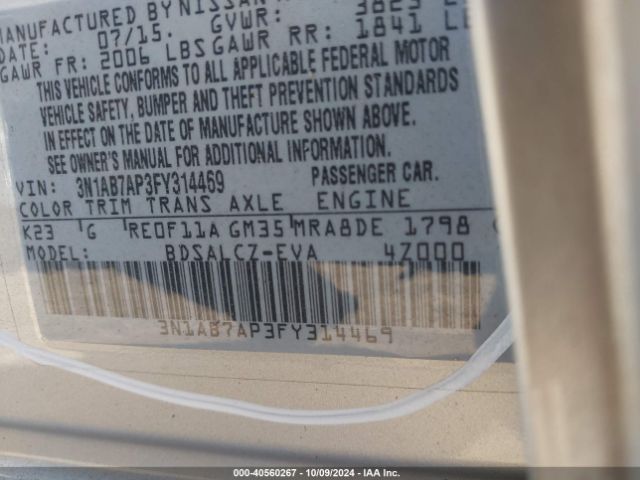 MANUFACTURED BY NISSAN
DATE: 07/15. GVWR:
GAWR FR: 2006 LBS GAWR RR: 1841
THIS VEHICLE CONFORMS TO ALL APPLICABLE FEDERAL MOTOR
VEHICLE SAFETY, BUMPER AND THEFT PREVENTION STANDARDS
IN EFFECT ON THE DATE OF MANUFACTURE SHOWN ABOVE.
SEE OWNER'S MANUAL FOR ADDITIONAL INFORMATION.
VIN: 3N1AB7AP3FY314469 PASSENGER CAR.
COLOR TRIM TRANS AXLE ENGINE
K23 G RE0F11A GM35 MRA8DE 1798
MODEL: BDSALCZ-EVA 4Z000
3N1AB7AP3FY314469
000-40560267 | 10/09/2024 | IAA Inc.